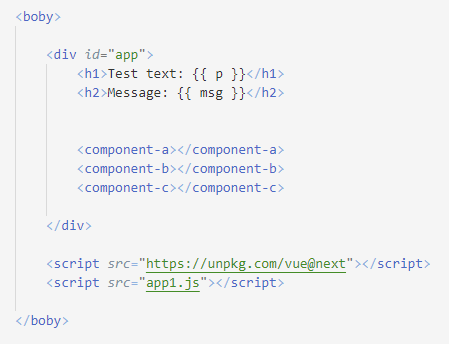 <boby>
<div id="app">
<h1>Test text: {{ p }}</h1>
<h2>Message: {{ msg }}</h2>
<component-a></component-a>
<component-b></component-b>
<component-c></component-c>
</div>
<script src="https://unpkg.com/vue@next"></script>
<script src="app1.js"></script>
</boby>